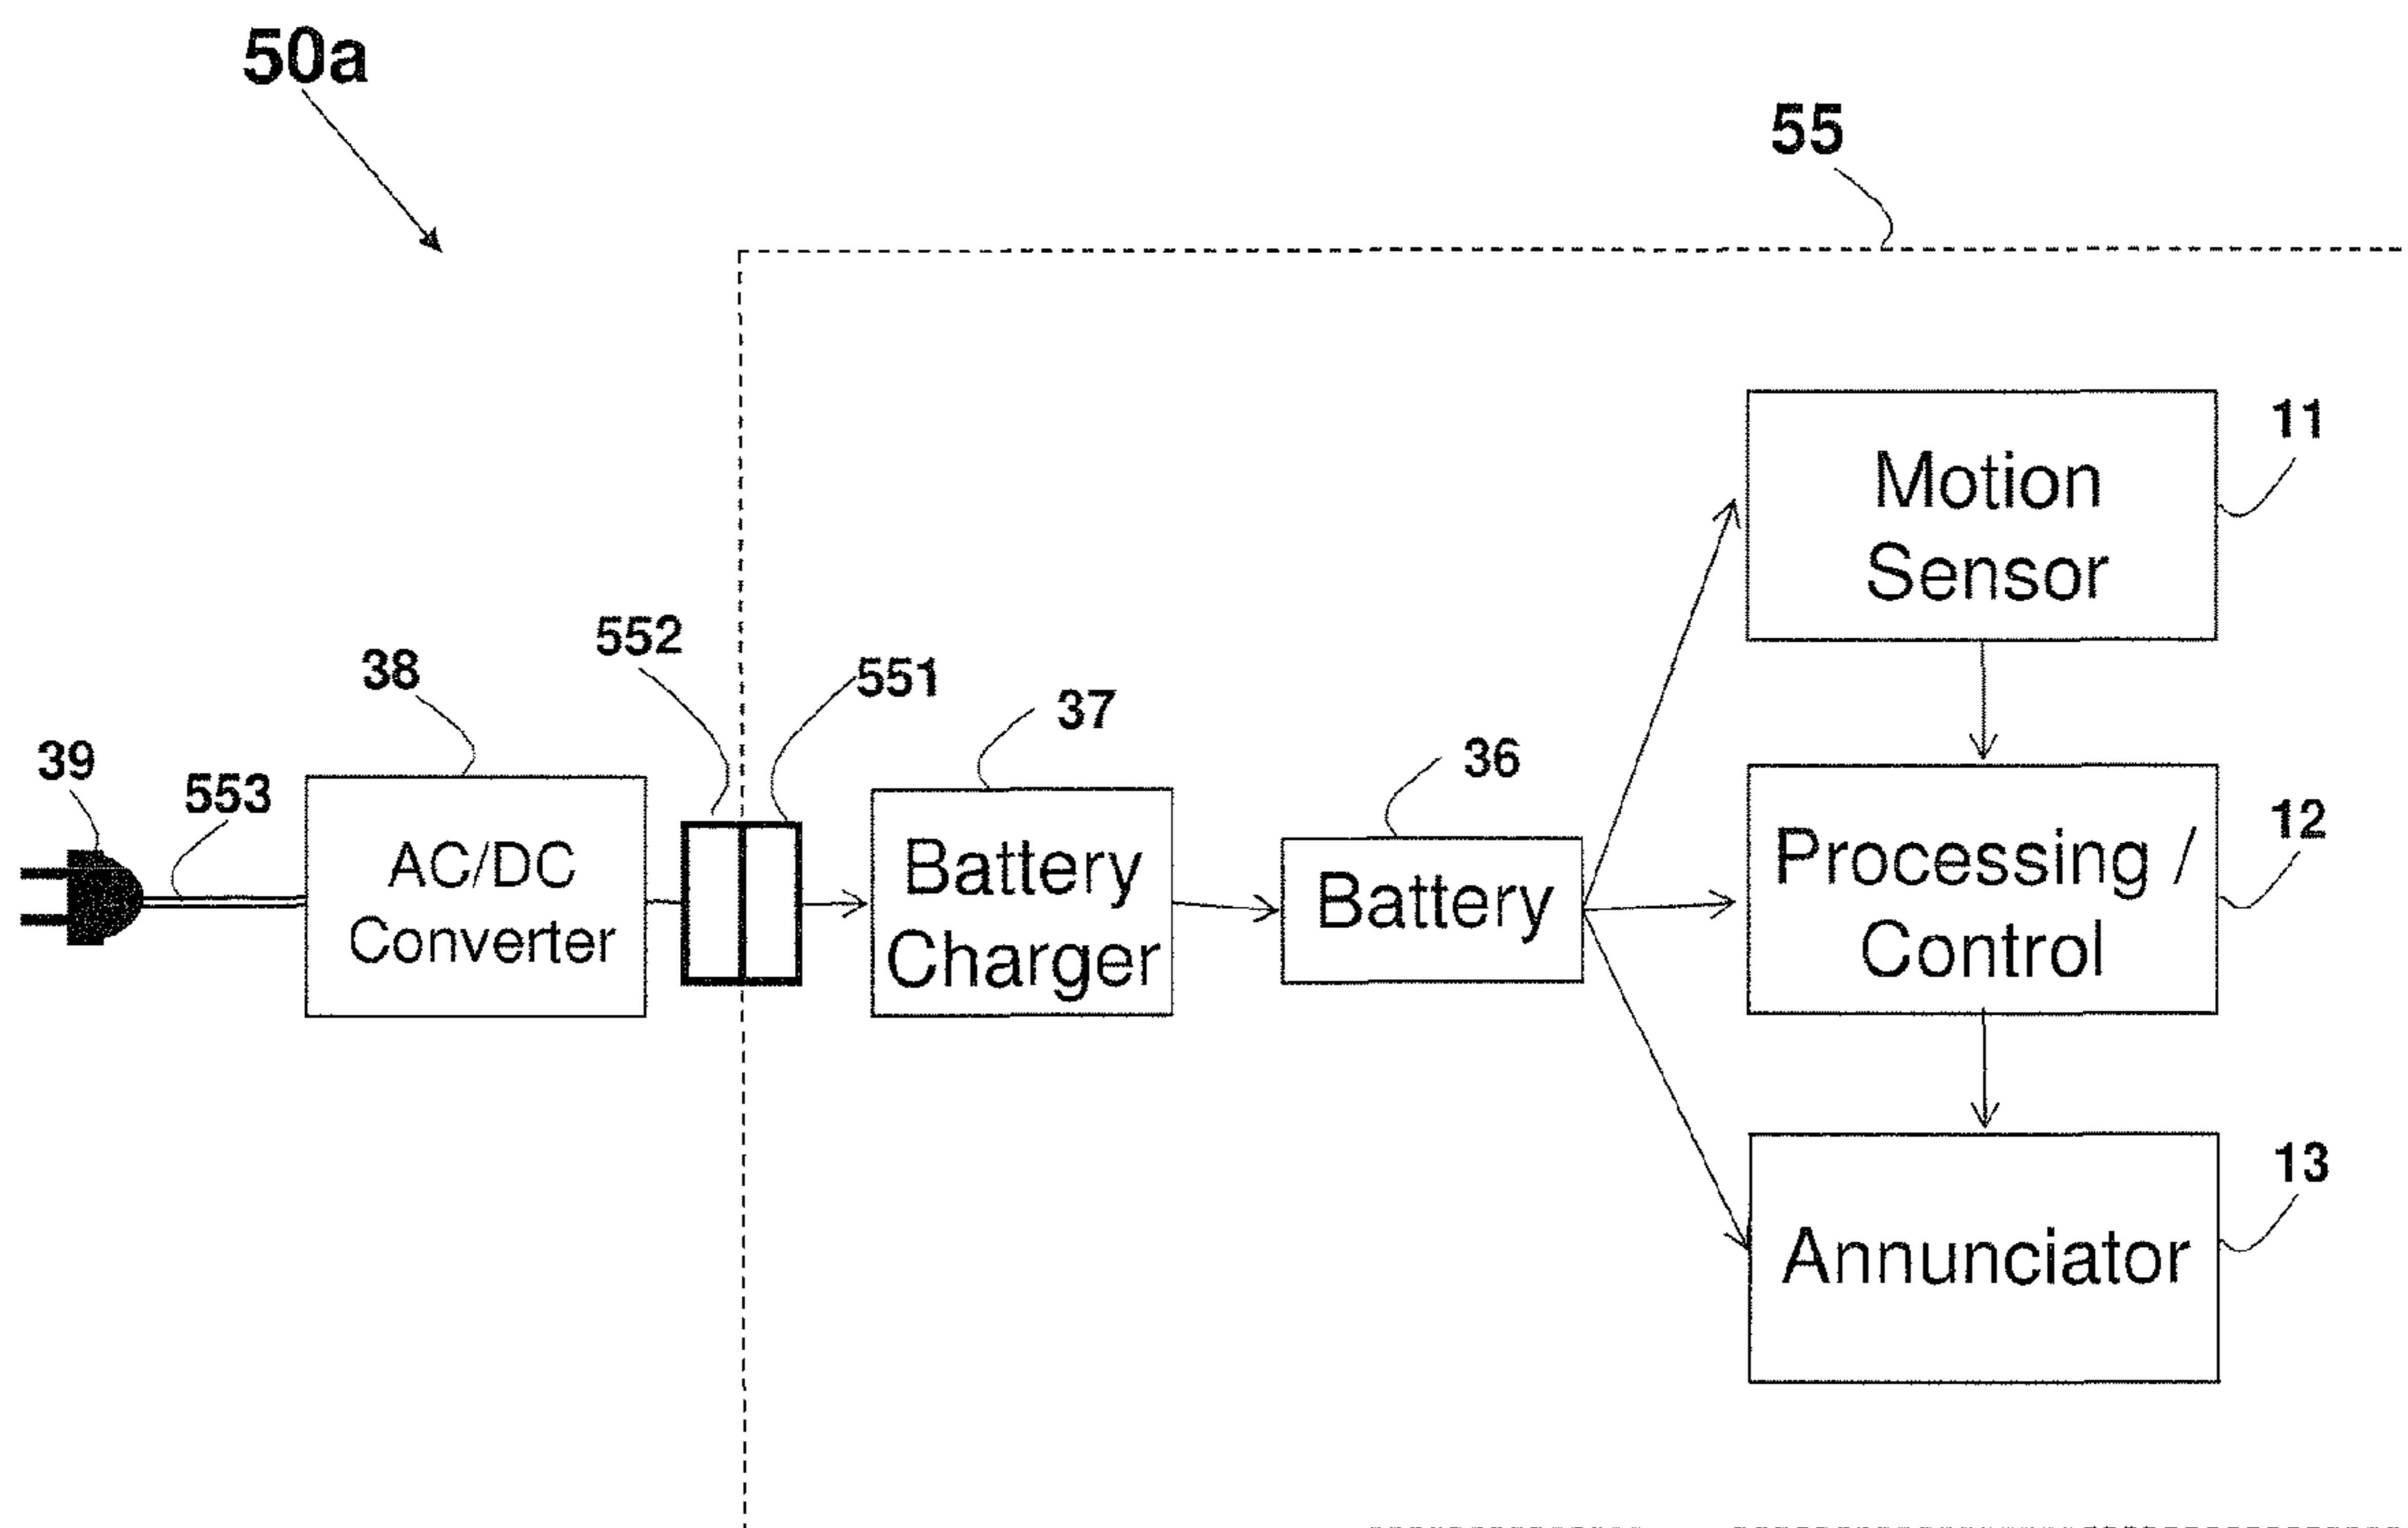 50a
55
11
Motion
Sensor
552
38
551
37
39
36
553
12
AC/DC
Converter
Battery
Charger
Battery
Processing /
Control
13
Annunciator